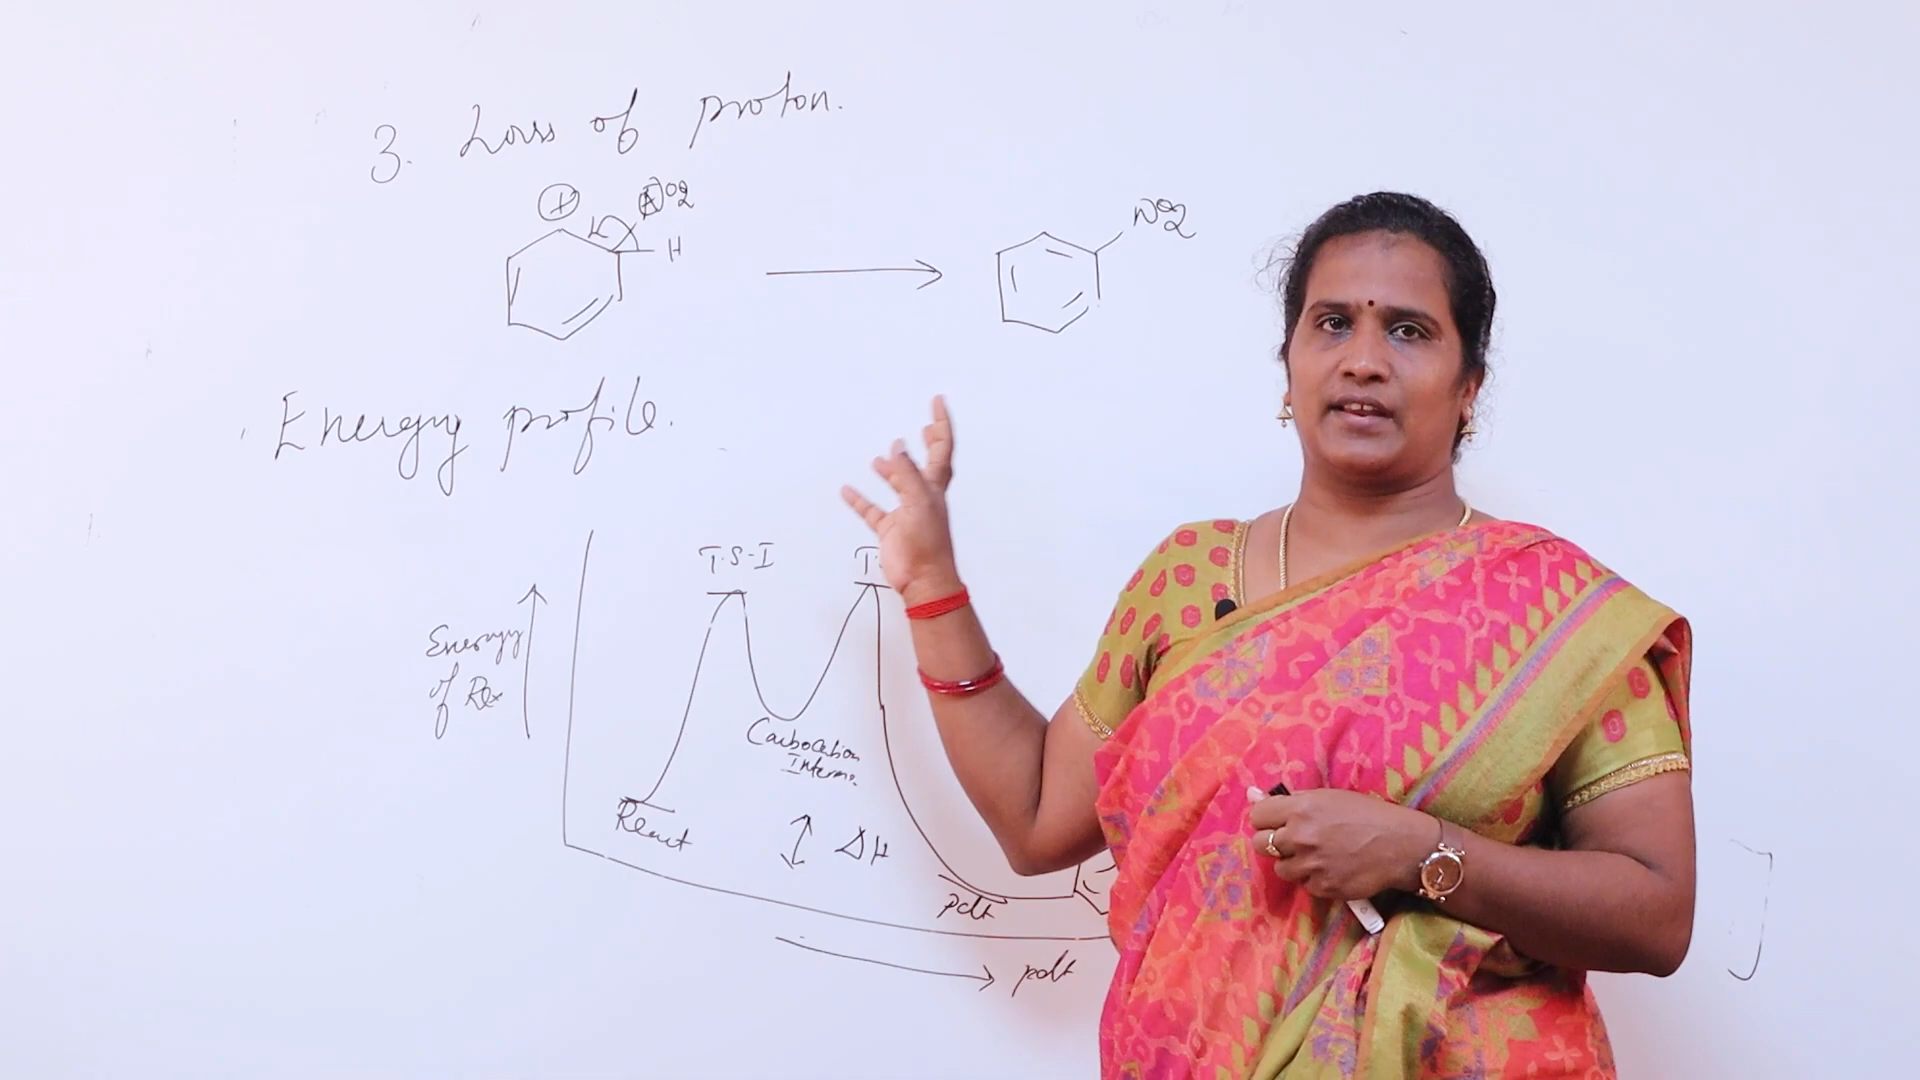 3. Loss of proton.
+
NO2
H
NO2
Energy profile.
T.S-I
T.
Energy
of Rx
Carbocation
Interm.
React
ΔH
pdt
pdt